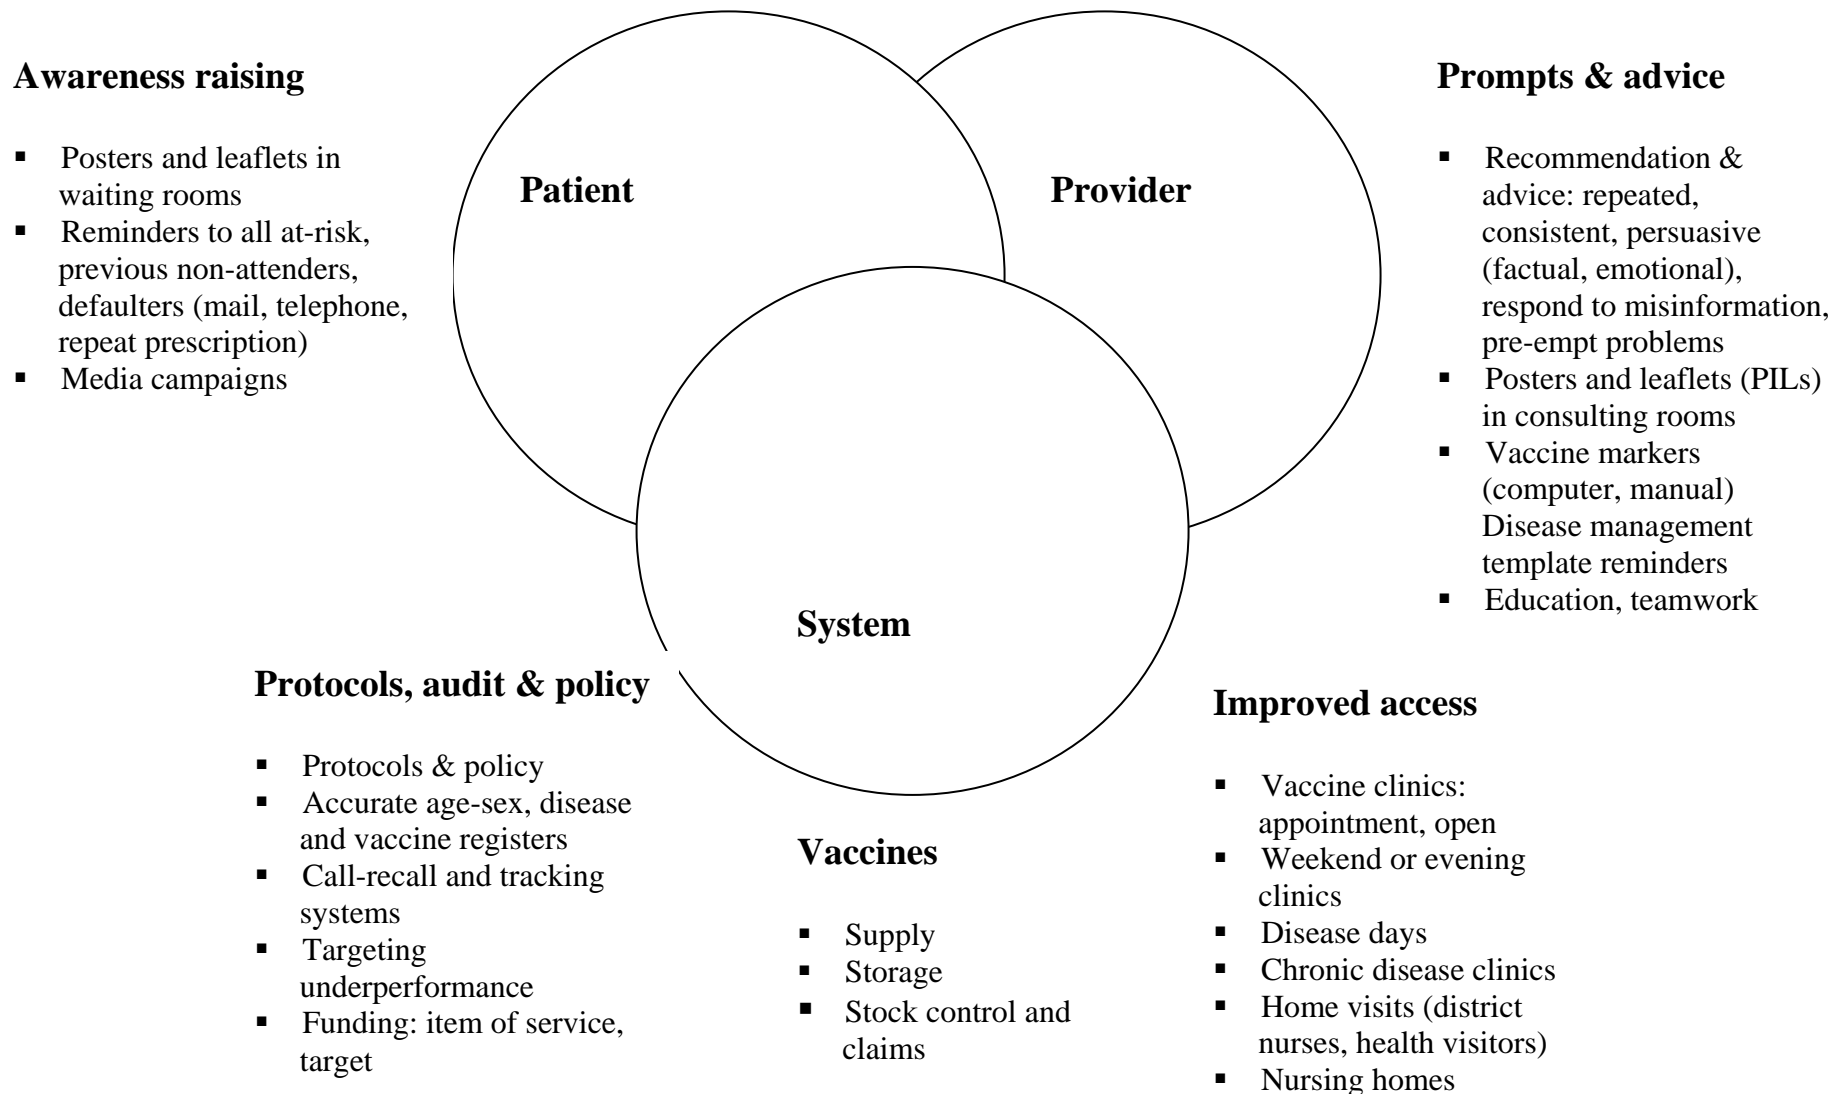 Awareness raising
▪ Posters and leaflets in
waiting rooms
▪ Reminders to all at-risk,
previous non-attenders,
defaulters (mail, telephone,
repeat prescription)
▪ Media campaigns
Patient
Provider
System
Prompts & advice
▪ Recommendation &
advice: repeated,
consistent, persuasive
(factual, emotional),
respond to misinformation,
pre-empt problems
▪ Posters and leaflets (PILs)
in consulting rooms
▪ Vaccine markers
(computer, manual)
Disease management
template reminders
▪ Education, teamwork
Protocols, audit & policy
▪ Protocols & policy
▪ Accurate age-sex, disease
and vaccine registers
▪ Call-recall and tracking
systems
▪ Targeting
underperformance
▪ Funding: item of service,
target
Vaccines
▪ Supply
▪ Storage
▪ Stock control and
claims
Improved access
▪ Vaccine clinics:
appointment, open
▪ Weekend or evening
clinics
▪ Disease days
▪ Chronic disease clinics
▪ Home visits (district
nurses, health visitors)
▪ Nursing homes